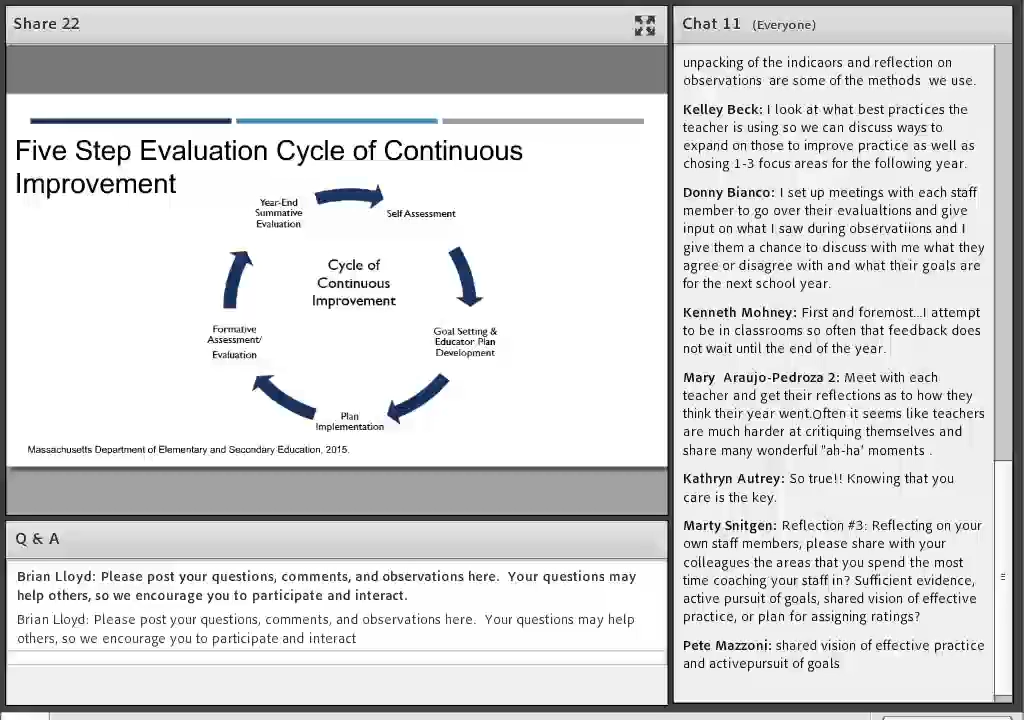 Share 22
Five Step Evaluation Cycle of Continuous
Improvement
Year-End
Summative
Evaluation
Self Assessment
Cycle of
Continuous
Improvement
Formative
Assessment/
Evaluation
Goal Setting &
Educator Plan
Development
Plan
Implementation
Massachusetts Department of Elementary and Secondary Education, 2015.
Q & A
Brian Lloyd: Please post your questions, comments, and observations here.  Your questions may
help others, so we encourage you to participate and interact.
Brian Lloyd: Please post your questions, comments, and observations here.  Your questions may help
others, so we encourage you to participate and interact
Chat 11 (Everyone)
unpacking of the indicaors and reflection on
observations  are some of the methods  we use.
Kelley Beck: I look at what best practices the
teacher is using so we can discuss ways to
expand on those to improve practice as well as
chosing 1-3 focus areas for the following year.
Donny Bianco: I set up meetings with each staff
member to go over their evalualtions and give
input on what I saw during observatiions and I
give them a chance to discuss with me what they
agree or disagree with and what their goals are
for the next school year.
Kenneth Mohney: First and foremost...I attempt
to be in classrooms so often that feedback does
not wait until the end of the year.
Mary  Araujo-Pedroza 2: Meet with each
teacher and get their reflections as to how they
think their year went.Often it seems like teachers
are much harder at critiquing themselves and
share many wonderful "ah-ha' moments .
Kathryn Autrey: So true!! Knowing that you
care is the key.
Marty Snitgen: Reflection #3: Reflecting on your
own staff members, please share with your
colleagues the areas that you spend the most
time coaching your staff in? Sufficient evidence,
active pursuit of goals, shared vision of effective
practice, or plan for assigning ratings?
Pete Mazzoni: shared vision of effective practice
and activepursuit of goals